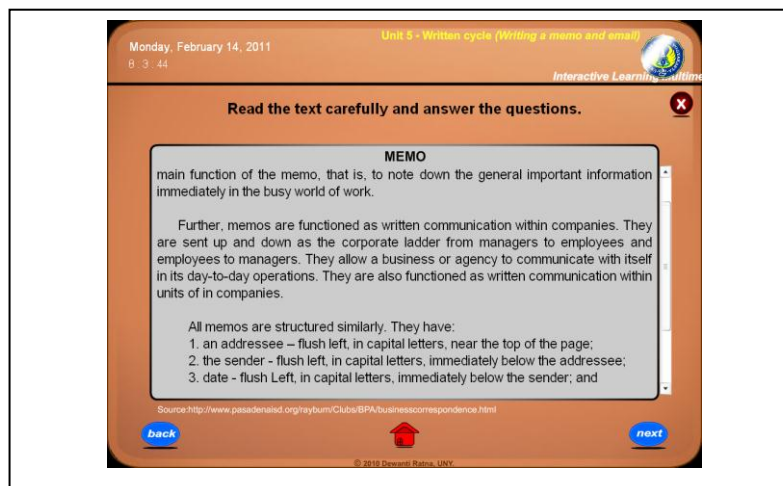 Unit 5 - Written cycle (Writing a memo and email)
Monday, February 14, 2011
8 : 3 : 44
Interactive Learning Multime
Read the text carefully and answer the questions.
X
MEMO
main function of the memo, that is, to note down the general important information
immediately in the busy world of work.
Further, memos are functioned as written communication within companies. They
are sent up and down as the corporate ladder from managers to employees and
employees to managers. They allow a business or agency to communicate with itself
in its day-to-day operations. They are also functioned as written communication within
units of in companies.
All memos are structured similarly. They have:
1. an addressee – flush left, in capital letters, near the top of the page;
2. the sender - flush left, in capital letters, immediately below the addressee;
3. date - flush Left, in capital letters, immediately below the sender; and
Source:http://www.pasadenaisd.org/rayburn/Clubs/BPA/businesscorrespondence.html
back
next
© 2010 Dewanti Ratna, UNY.